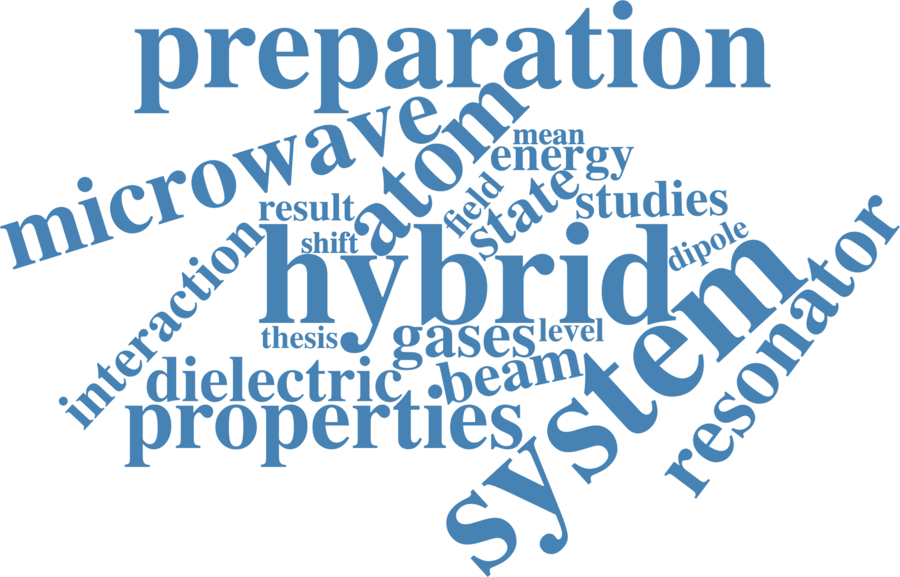 preparation
microwave
atom
mean
energy
field
state
studies
result
shift
hybrid
dipole
interaction
system
resonator
thesis
gases
level
dielectric
beam
properties